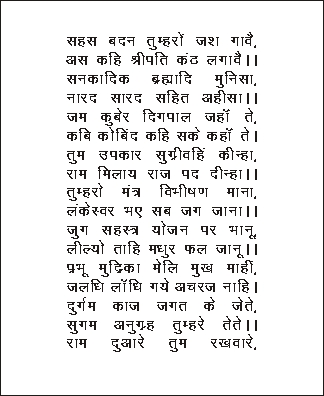 सहस बदन तुम्हरों जश गावै,
अस कहि श्रीपति कंठ लगावै।।
सनकादिक ब्रह्मादि मुनिसा,
नारद सारद सहित अहीसा।।
जम कुबेर दिगपाल जहाँ ते,
कबि कोबिंद कहि सके कहाँ ते।
तुम उपकार सुग्रीवहिं कीन्हा,
राम मिलाय राज पद दीन्हा।।
तुम्हरो मंत्र विभीषण माना,
लंकेस्वर भए सब जग जाना।।
जुग सहस्त्र योजन पर भानू,
लील्यो ताहि मधुर फल जानू।।
प्रभू मुद्रिका मेलि मुख माहीं,
जलधि लाँधि गये अचरज नाहि।
दुर्गम काज जगत के जेते,
सुगम अनुग्रह तुम्हरे तेते।।
राम दुआरे तुम रखवारे,